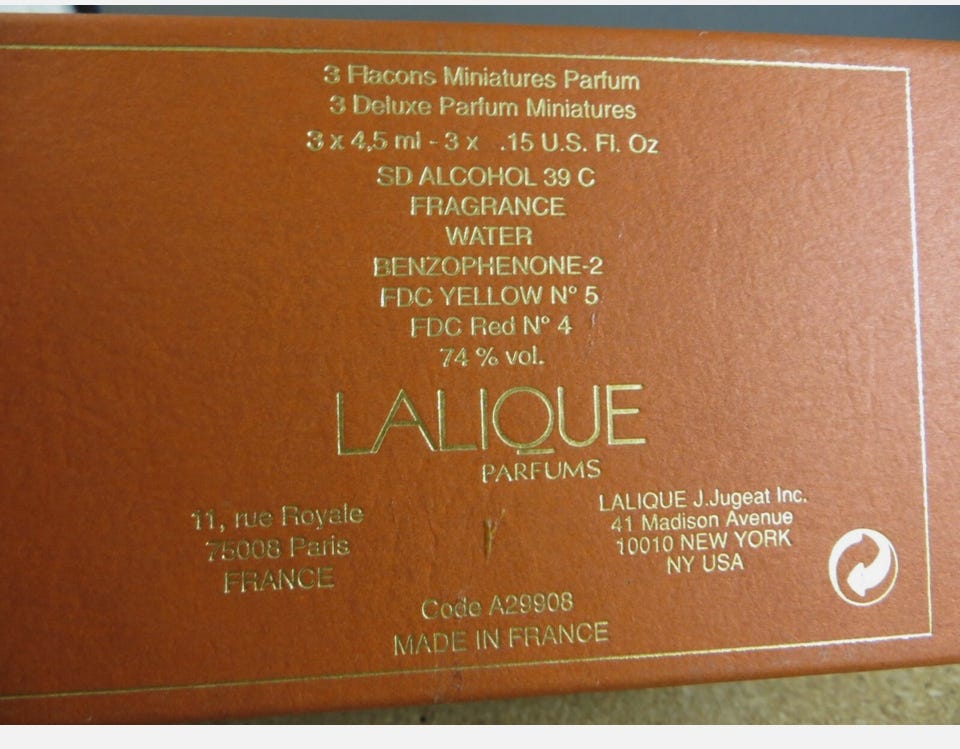 3 Flacons Miniatures Parfum
3 Deluxe Parfum Miniatures
3 x 4,5 ml - 3 x .15 U.S. Fl. Oz
SD ALCOHOL 39 C
FRAGRANCE
WATER
BENZOPHENONE-2
FDC YELLOW N° 5
FDC Red N° 4
74 % vol.
LALIQUE
PARFUMS
11, rue Royale
75008 Paris
FRANCE
LALIQUE J.Jugeat Inc.
41 Madison Avenue
10010 NEW YORK
NY USA
Code A29908
MADE IN FRANCE